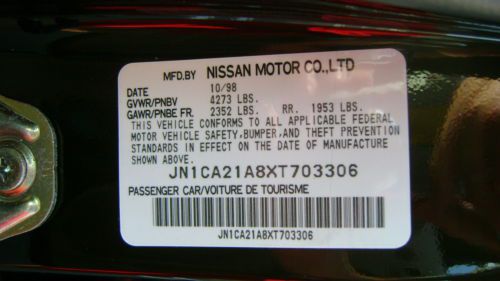 MFD.BY NISSAN MOTOR CO.,LTD
DATE 10/98
GVWR/PNBV 4273 LBS.
GAWR/PNBE FR. 2352 LBS. RR. 1953 LBS.
THIS VEHICLE CONFORMS TO ALL APPLICABLE FEDERAL
MOTOR VEHICLE SAFETY,BUMPER,AND THEFT PREVENTION
STANDARDS IN EFFECT ON THE DATE OF MANUFACTURE
SHOWN ABOVE.
JN1CA21A8XT703306
PASSENGER CAR/VOITURE DE TOURISME
JN1CA21A8XT703306